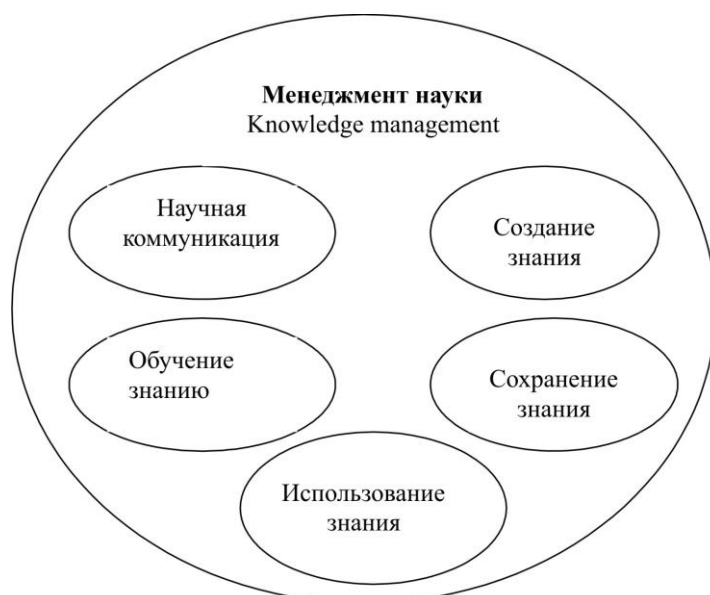 Менеджмент науки
Knowledge management
Научная
коммуникация
Создание
знания
Обучение
знанию
Сохранение
знания
Использование
знания